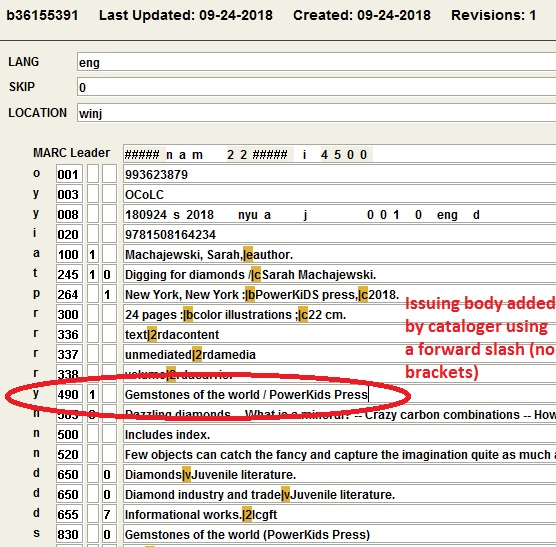 b36155391 Last Updated: 09-24-2018 Created: 09-24-2018 Revisions: 1
LANG eng
SKIP 0
LOCATION winj
MARC Leader ##### n a m 2 2 ##### i 4 5 0 0
o 001 993623879
y 003 OCoLC
y 008 180924 s 2018 nyu a j 0 0 1 0 eng d
i 020 9781508164234
a 100 1 Machajewski, Sarah,|eauthor.
t 245 1 0 Digging for diamonds /|cSarah Machajewski.
p 264 1 New York, New York :|bPowerKiDS press,|c2018.
r 300 24 pages :|bcolor illustrations ;|c22 cm.
r 336 text|2rdacontent
r 337 unmediated|2rdamedia
r 338 volume|2rdacarrier
y 490 1 Gemstones of the world / PowerKids Press
n 505 0 Dazzling diamonds -- What is a mineral? -- Crazy carbon combinations -- How
n 500 Includes index.
n 520 Few objects can catch the fancy and capture the imagination quite as much a
d 650 0 Diamonds|vJuvenile literature.
d 650 0 Diamond industry and trade|vJuvenile literature.
d 655 7 Informational works.|2lcgft
s 830 0 Gemstones of the world (PowerKids Press)
Issuing body added
by cataloger using
a forward slash (no
brackets)